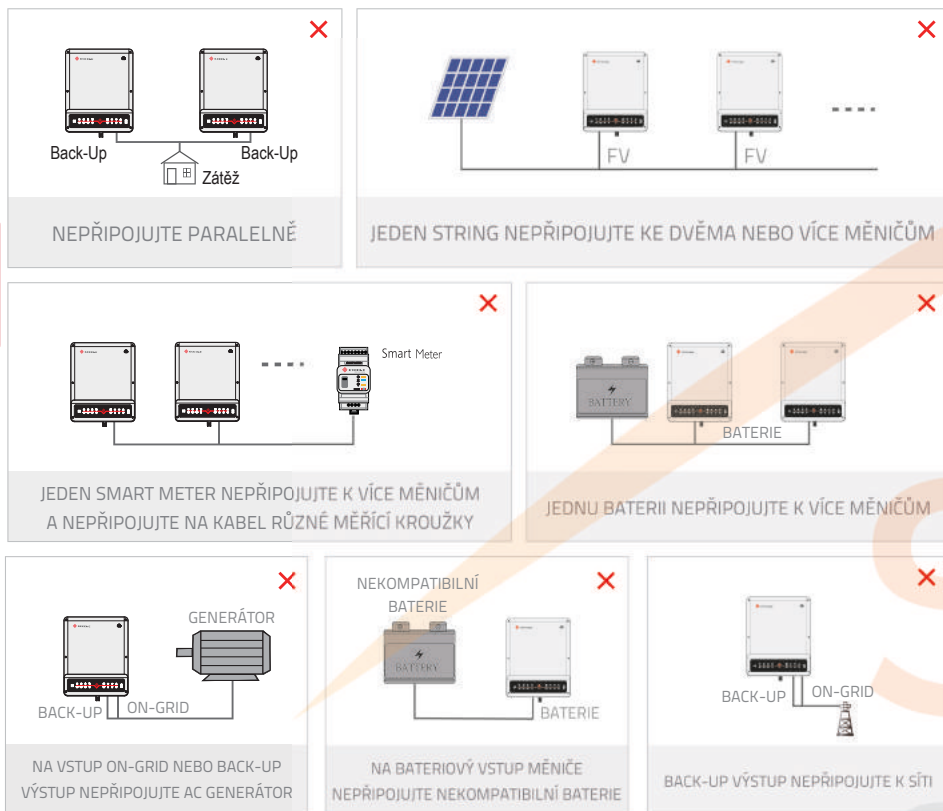 Back-Up
Back-Up
Zátěž
NEPŘIPOJUJTE PARALELNĚ
FV
FV
JEDEN STRING NEPŘIPOJUJTE KE DVĚMA NEBO VÍCE MĚNIČŮM
Smart Meter
JEDEN SMART METER NEPŘIPOJUJTE K VÍCE MĚNIČŮM
A NEPŘIPOJUJTE NA KABEL RŮZNÉ MĚŘÍCÍ KROUŽKY
BATTERY
BATERIE
JEDNU BATERII NEPŘIPOJUJTE K VÍCE MĚNIČŮM
GENERÁTOR
BACK-UP
ON-GRID
NA VSTUP ON-GRID NEBO BACK-UP
VÝSTUP NEPŘIPOJUJTE AC GENERÁTOR
NEKOMPATIBILNÍ
BATERIE
BATTERY
BATERIE
NA BATERIOVÝ VSTUP MĚNIČE
NEPŘIPOJUJTE NEKOMPATIBILNÍ BATERIE
BACK-UP
ON-GRID
BACK-UP VÝSTUP NEPŘIPOJUJTE K SÍTI
S